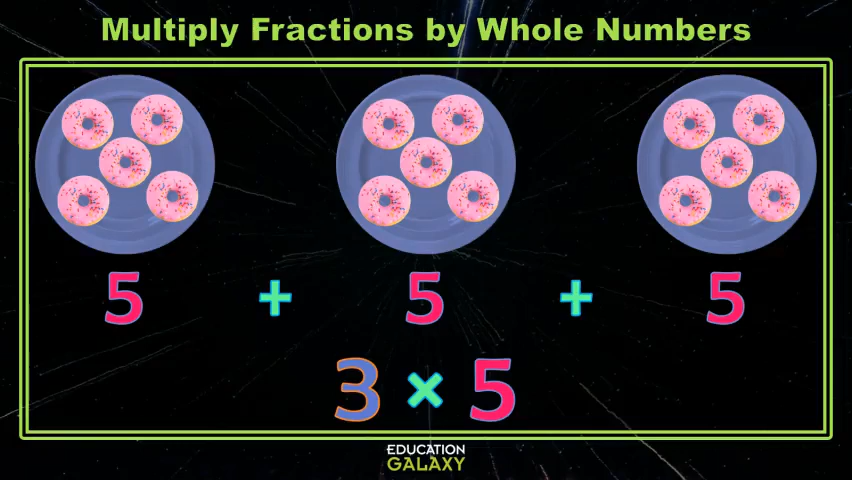 Multiply Fractions by Whole Numbers
5 + 5 + 5
3 × 5
EDUCATION
GALAXY